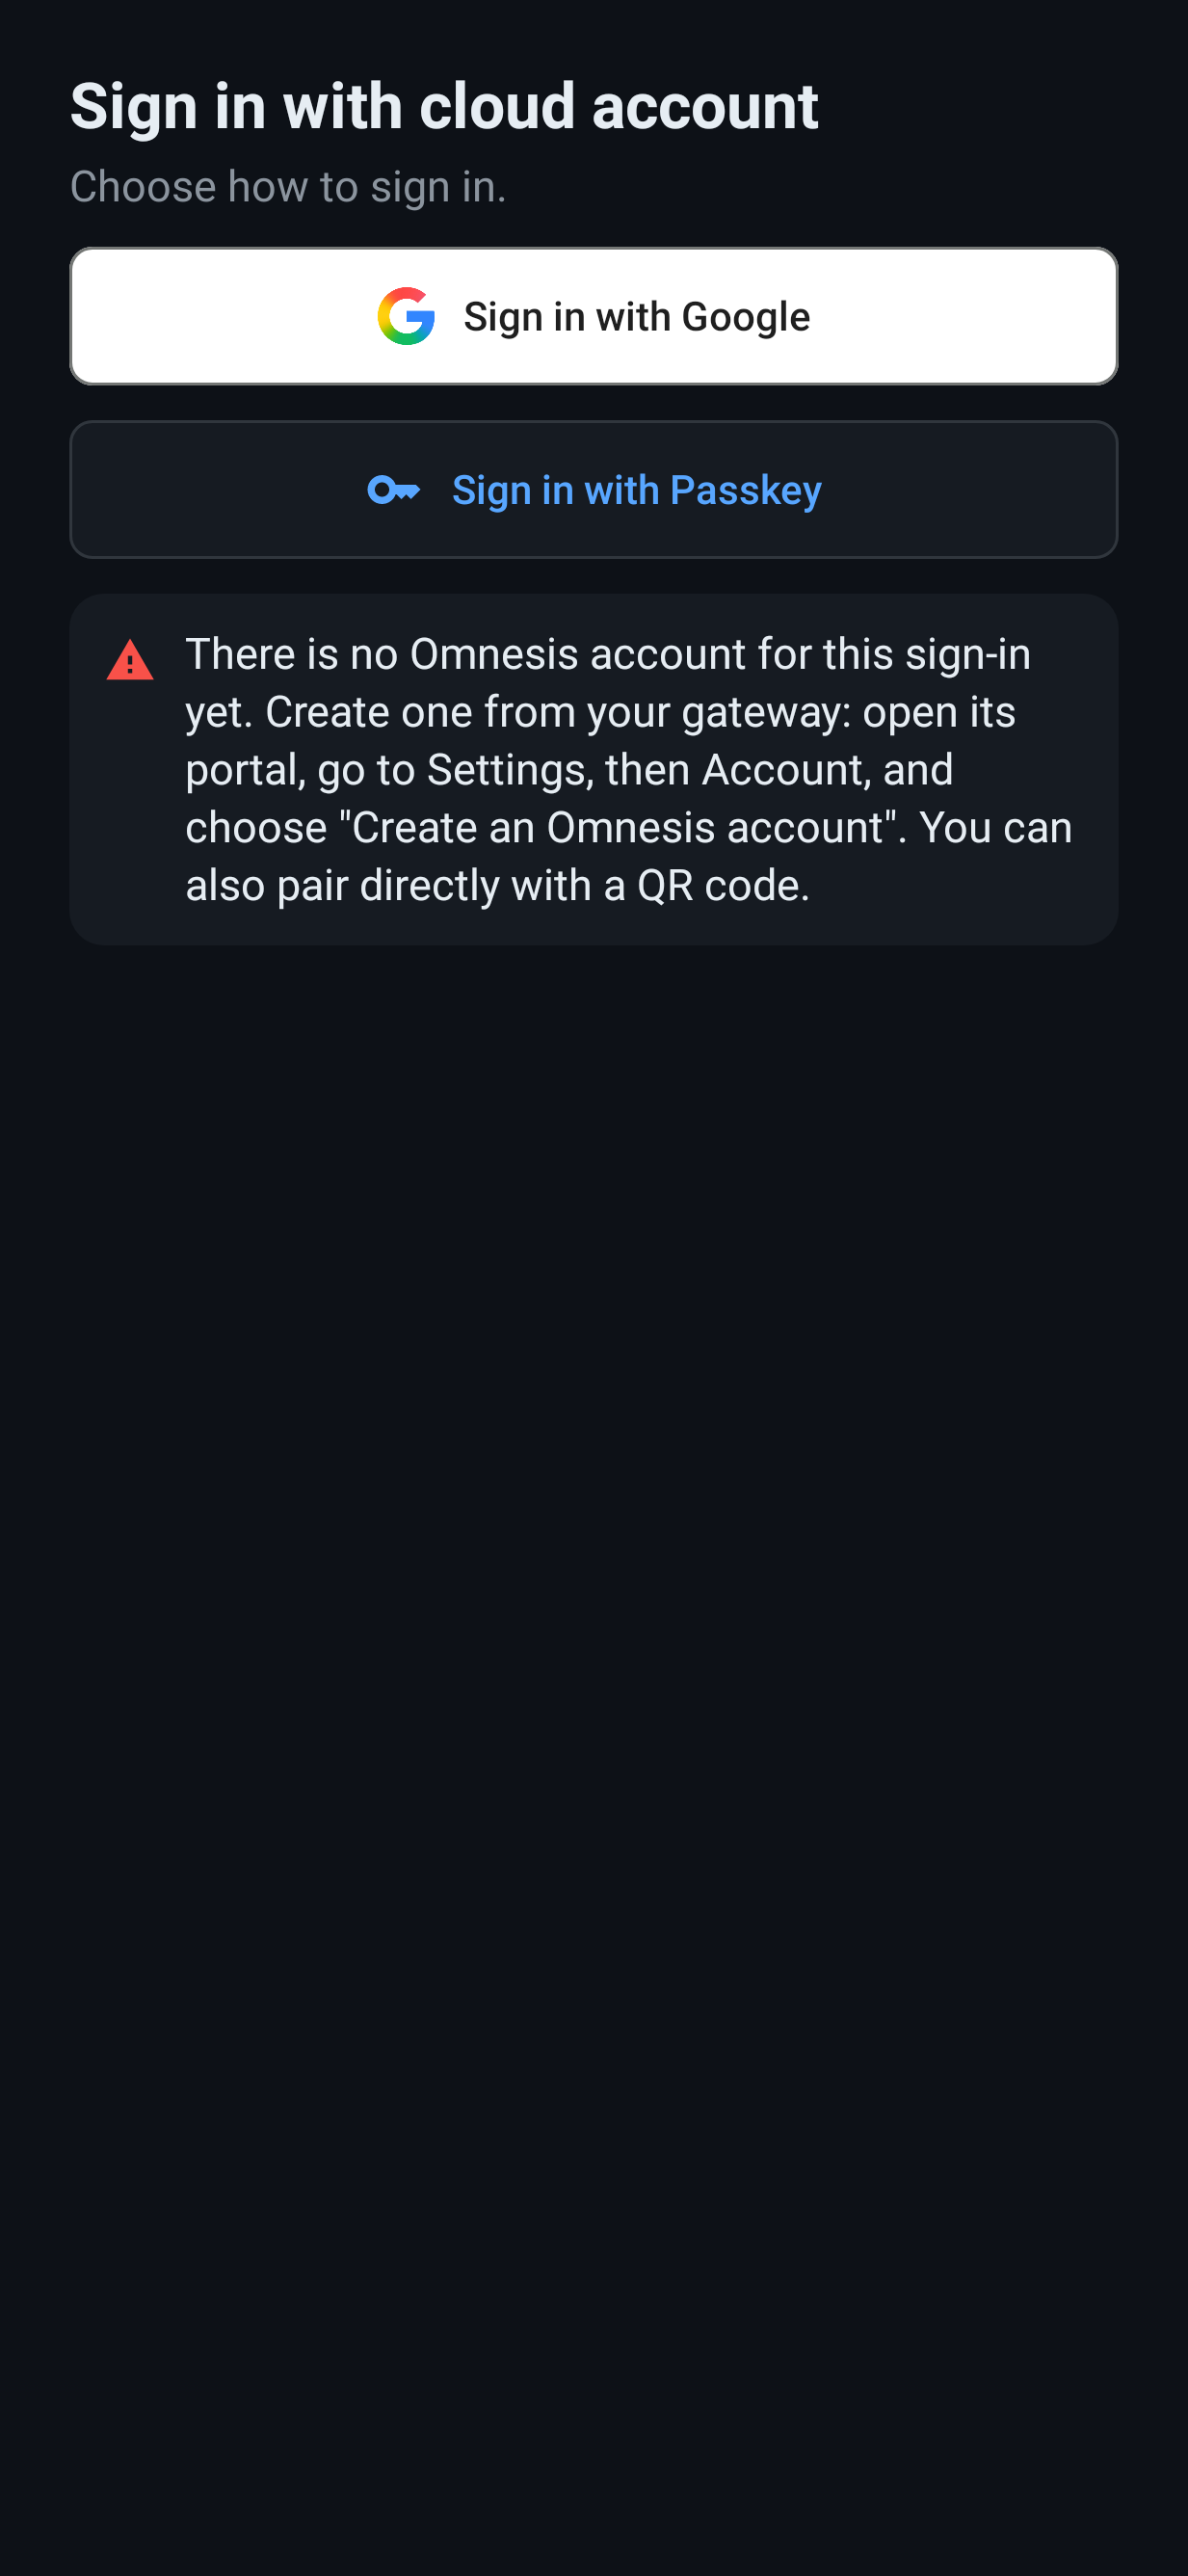 Sign in with cloud account
Choose how to sign in.
Sign in with Google
Sign in with Passkey
There is no Omnesis account for this sign-in
yet. Create one from your gateway: open its
portal, go to Settings, then Account, and
choose "Create an Omnesis account". You can
also pair directly with a QR code.